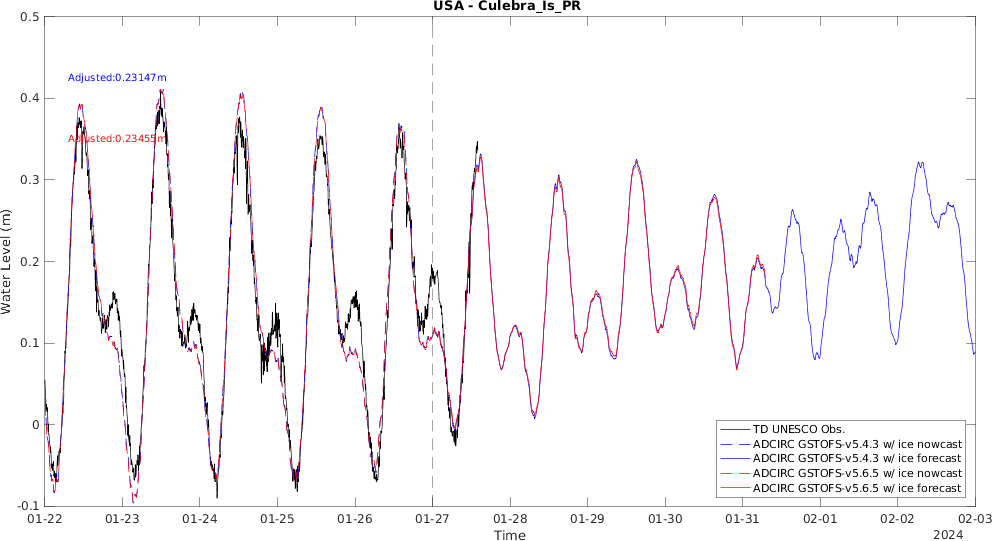 USA - Culebra_Is_PR
0.5
Adjusted:0.23147m
0.4
Adjusted:0.23455m
0.3
Water Level (m)
0.2
0.1
0
-0.1
TD UNESCO Obs.
ADCIRC GSTOFS-v5.4.3 w/ ice nowcast
ADCIRC GSTOFS-v5.4.3 w/ ice forecast
ADCIRC GSTOFS-v5.6.5 w/ ice nowcast
ADCIRC GSTOFS-v5.6.5 w/ ice forecast
01-22 01-23 01-24 01-25 01-26 01-27 01-28 01-29 01-30 01-31 02-01 02-02 02-03
Time
2024